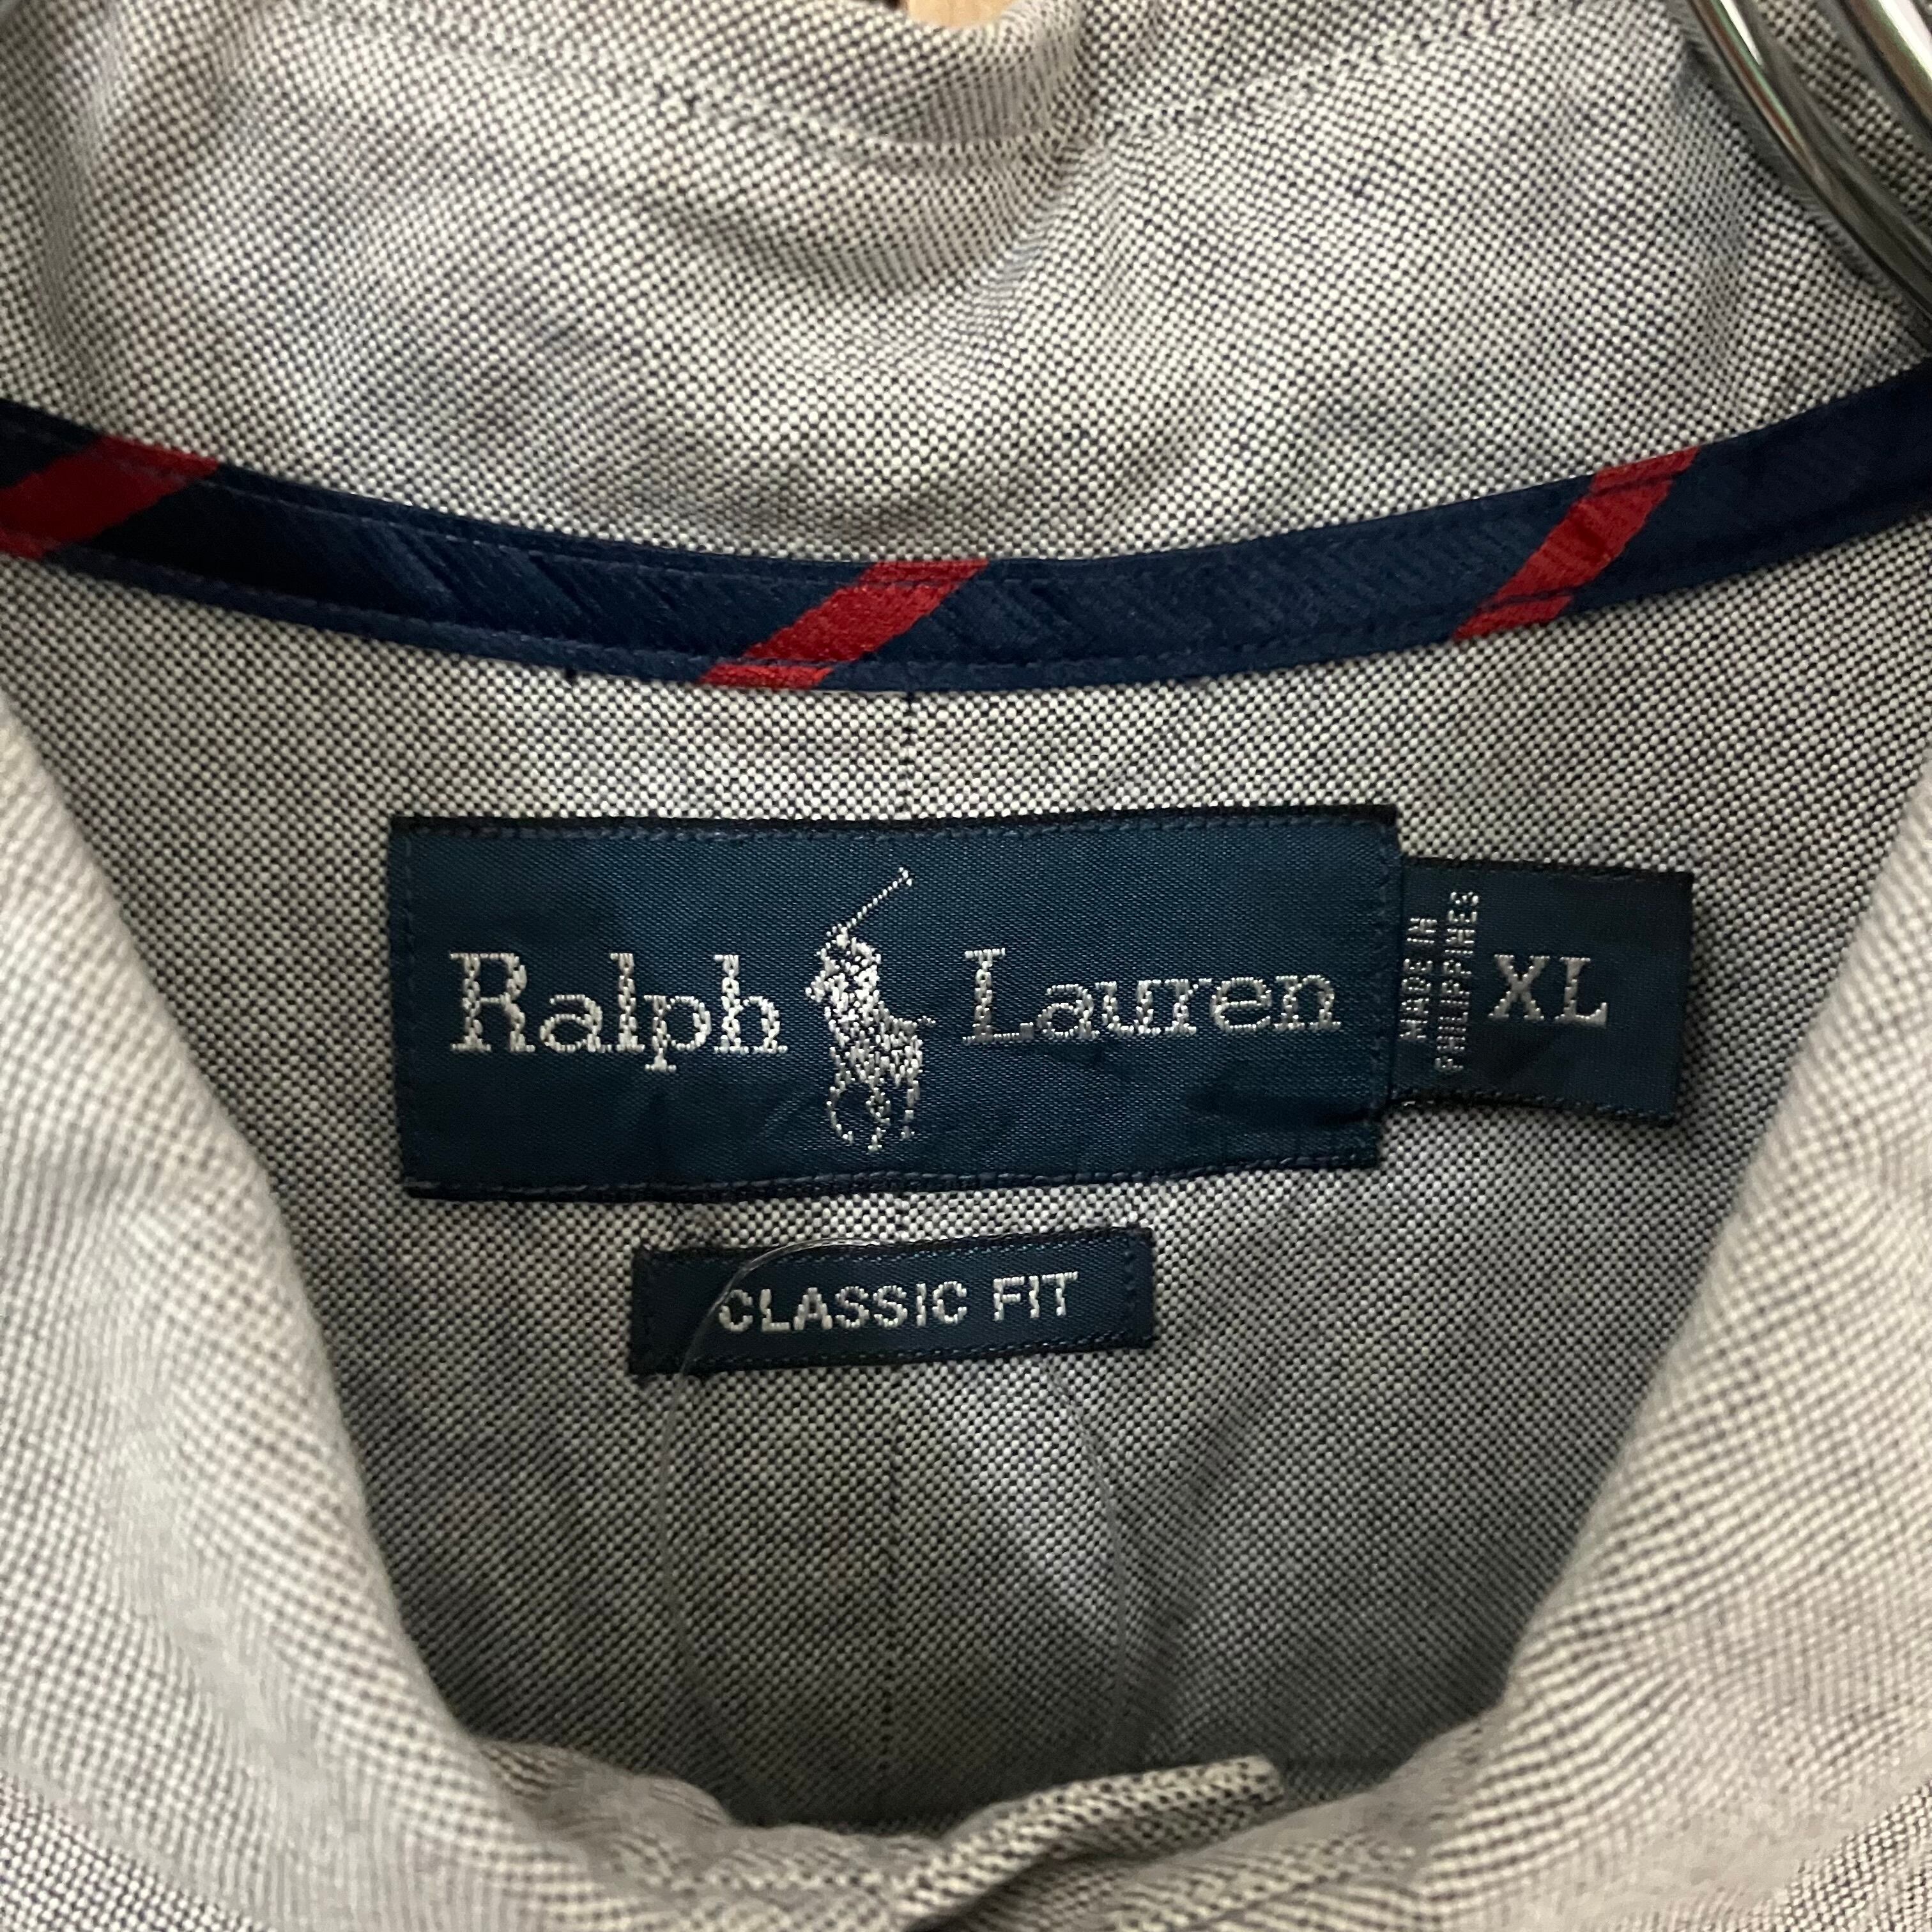 Ralph Lauren
MADE IN
PHILIPPINES
XL
CLASSIC FIT